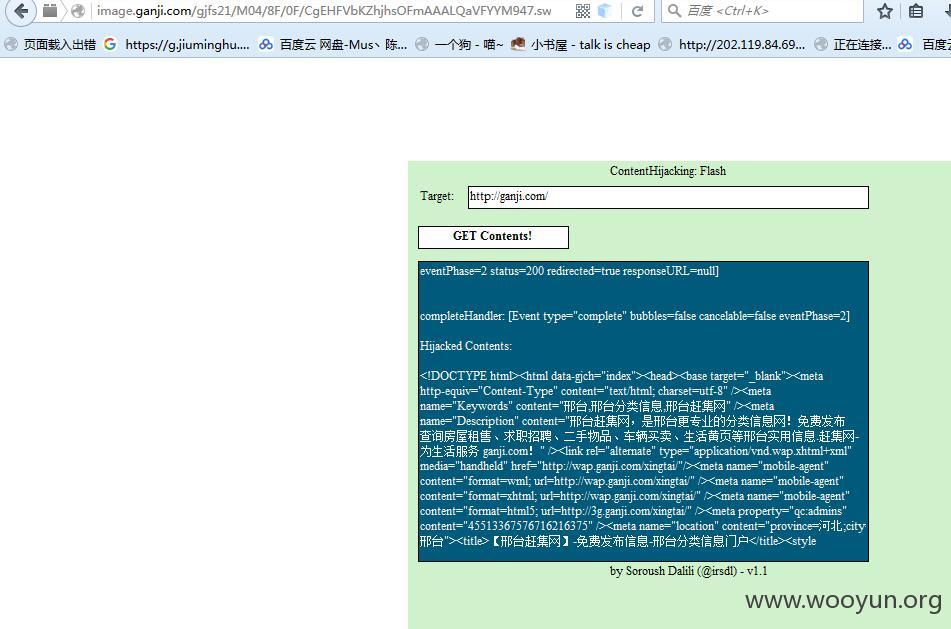 image.ganji.com/gjfs21/M04/8F/0F/CgEHFVbKZhjhsOFmAAALQaVFYYM947.sw
百度 <Ctrl+K>
页面载入出错 https://g.jiuminghu.... 百度云 网盘-Mus丶陈... 一个狗 - 喵~ 小书屋 - talk is cheap http://202.119.84.69... 正在连接... 百度云
ContentHijacking: Flash
Target: http://ganji.com/
GET Contents!
eventPhase=2 status=200 redirected=true responseURL=null]
completeHandler: [Event type="complete" bubbles=false cancelable=false eventPhase=2]
Hijacked Contents:
<!DOCTYPE html><html data-gjch="index"><head><base target="_blank"><meta
http-equiv="Content-Type" content="text/html; charset=utf-8" /><meta
name="Keywords" content="邢台,邢台分类信息,邢台赶集网" /><meta
name="Description" content="邢台赶集网，是邢台更专业的分类信息网！免费发布
查询房屋租售、求职招聘、二手物品、车辆买卖、生活黄页等邢台实用信息.赶集网-
为生活服务 ganji.com！" /><link rel="alternate" type="application/vnd.wap.xhtml+xml"
media="handheld" href="http://wap.ganji.com/xingtai/"/><meta name="mobile-agent"
content="format=wml; url=http://wap.ganji.com/xingtai/" /><meta name="mobile-agent"
content="format=xhtml; url=http://wap.ganji.com/xingtai/" /><meta name="mobile-agent"
content="format=html5; url=http://3g.ganji.com/xingtai/" /><meta property="qc:admins"
content="45513367576716216375" /><meta name="location" content="province=河北;city
邢台"><title>【邢台赶集网】-免费发布信息-邢台分类信息门户</title><style
by Soroush Dalili (@irsdl) - v1.1
www.wooyun.org